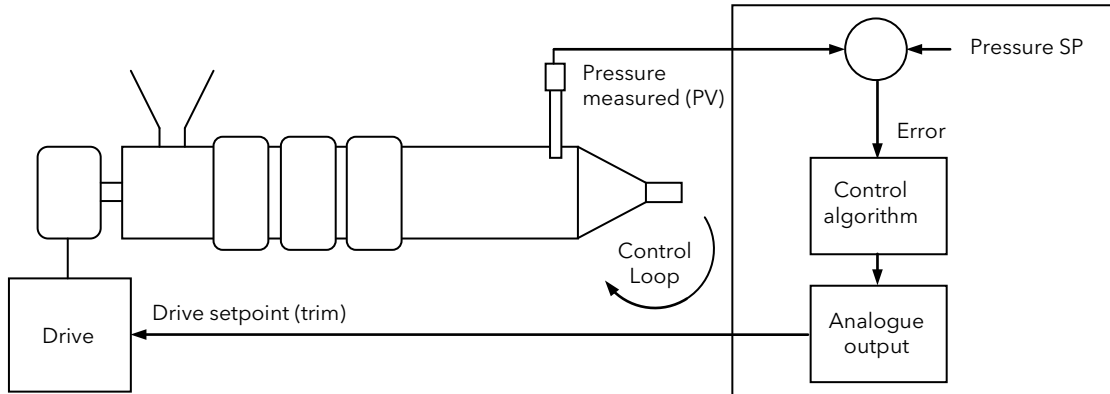 Pressure SP
Pressure
measured (PV)
Error
Control
algorithm
Control
Loop
Drive setpoint (trim)
Drive
Analogue
output